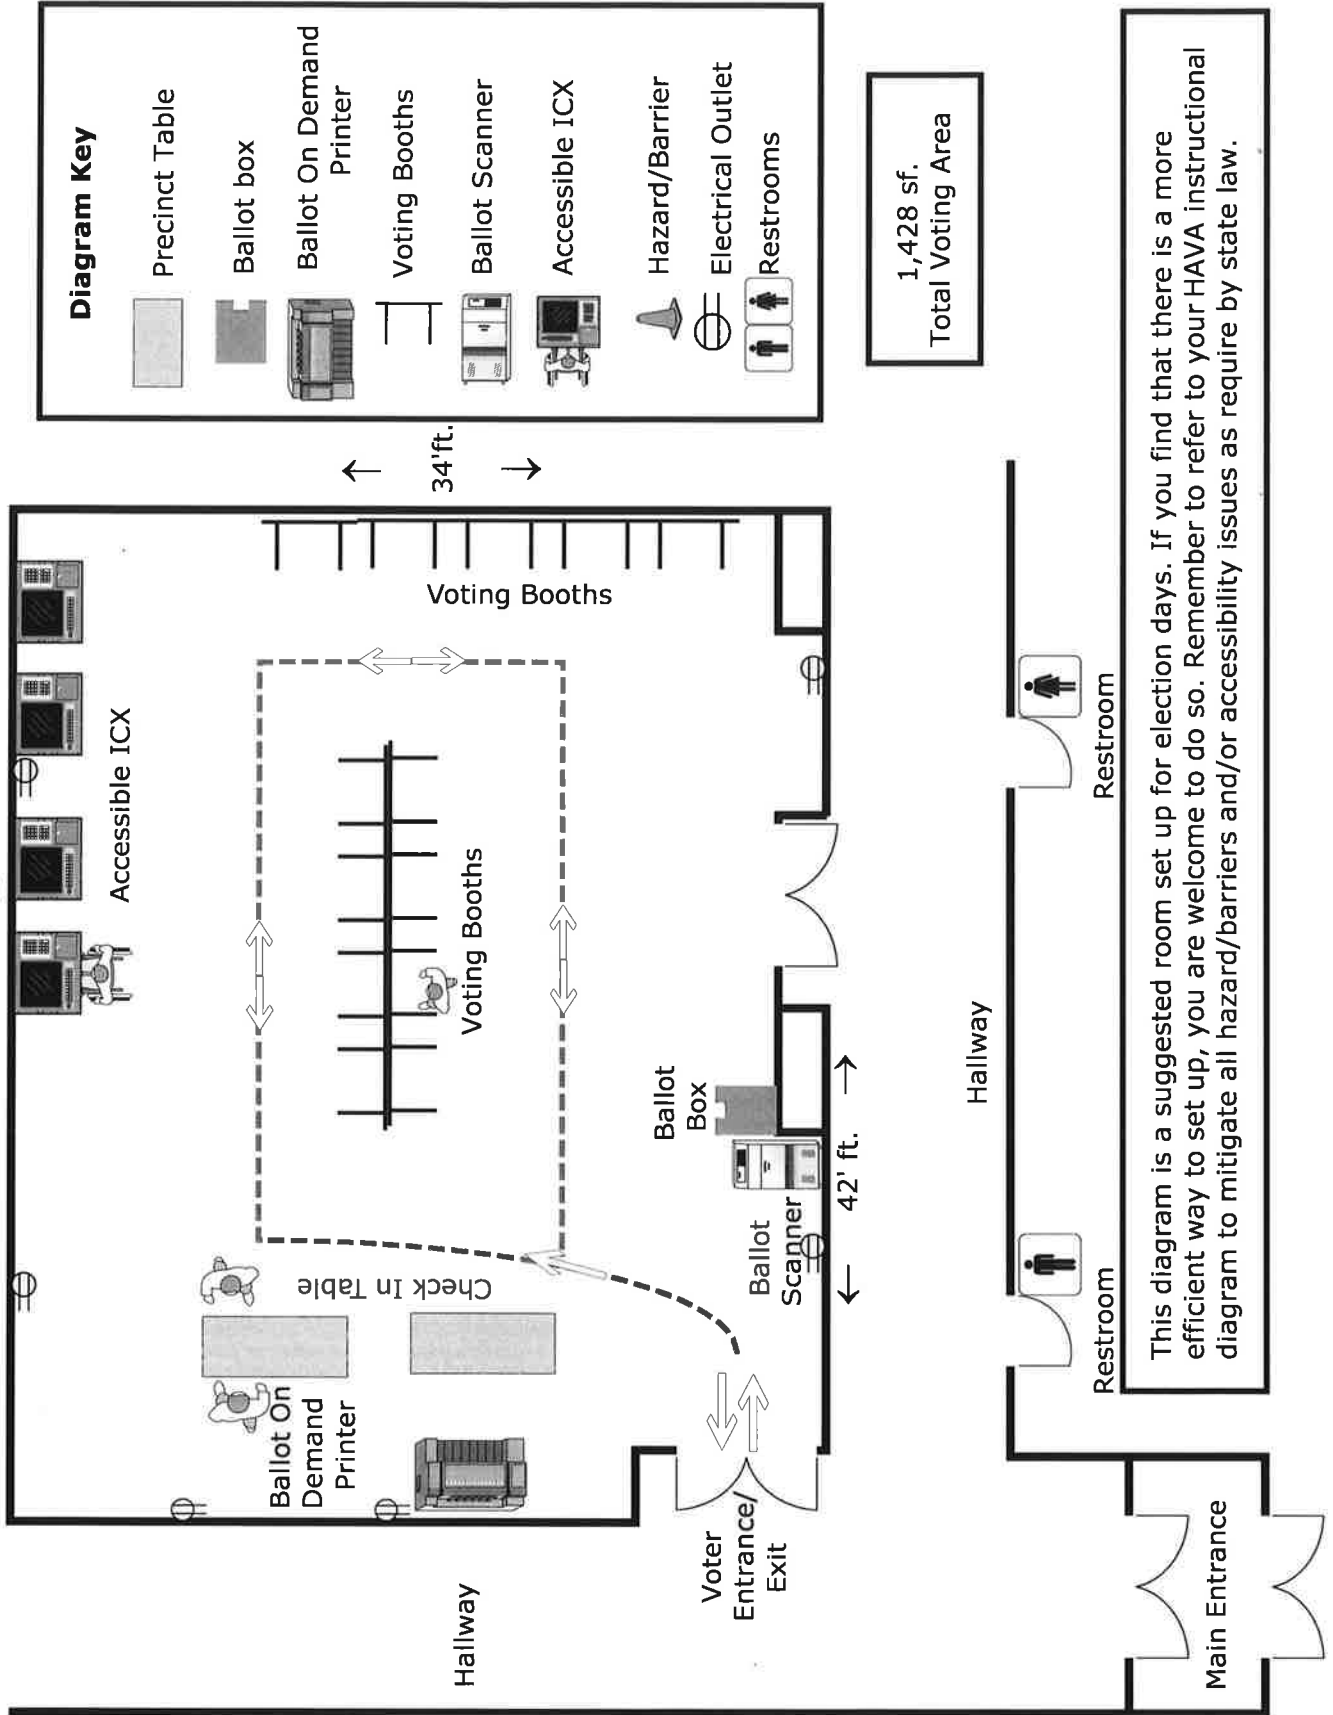 Diagram Key
Precinct Table
Ballot box
Ballot On Demand
Printer
Voting Booths
Ballot Scanner
Accessible ICX
Hazard/Barrier
Electrical Outlet
Restrooms
1,428 sf.
Total Voting Area
34'ft.
Accessible ICX
Voting Booths
Voting Booths
Check In Table
Ballot On
Demand
Printer
Ballot
Box
Ballot
Scanner
42' ft.
Voter
Entrance/
Exit
Hallway
Hallway
Restroom
Restroom
Main Entrance
This diagram is a suggested room set up for election days. If you find that there is a more
efficient way to set up, you are welcome to do so. Remember to refer to your HAVA instructional
diagram to mitigate all hazard/barriers and/or accessibility issues as require by state law.